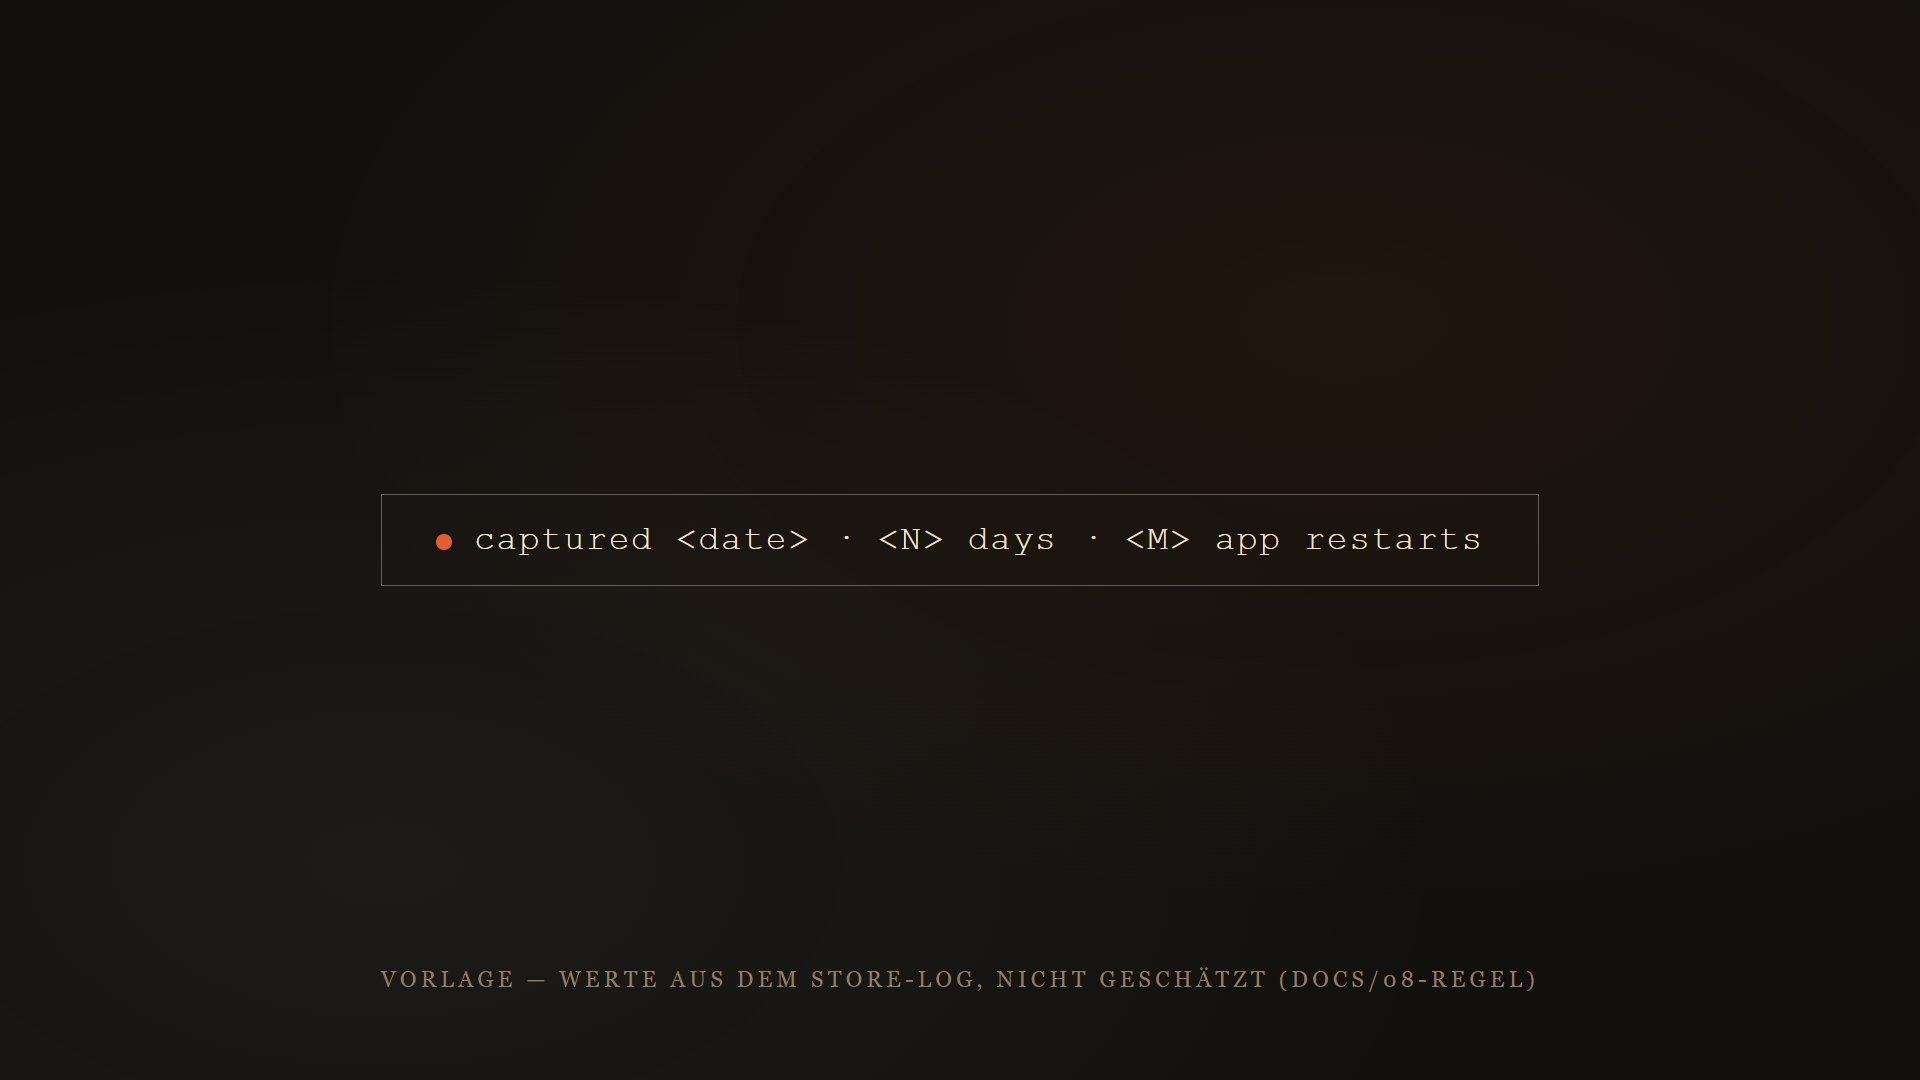 captured <date> · <N> days · <M> app restarts
VORLAGE — WERTE AUS DEM STORE-LOG, NICHT GESCHÄTZT (DOCS/08-REGEL)